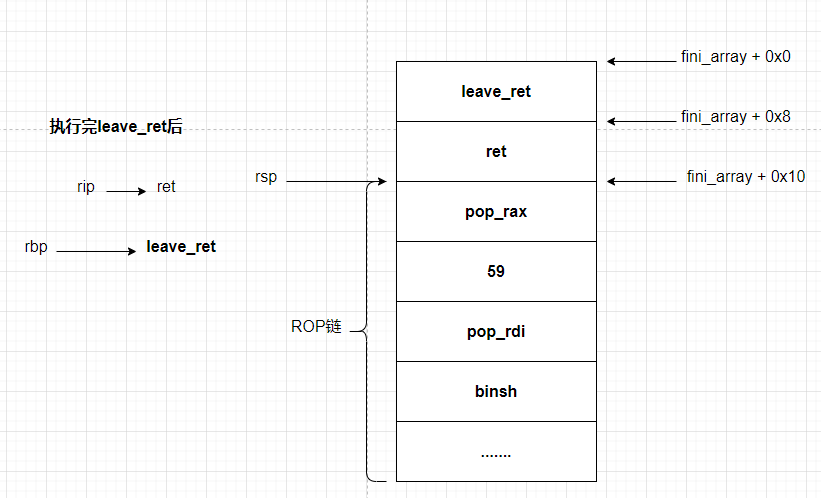 fini_array + 0x0
leave_ret
fini_array + 0x8
执行完leave_ret后
ret
rsp
fini_array + 0x10
rip
ret
pop_rax
rbp
leave_ret
59
ROP链
pop_rdi
binsh
.......